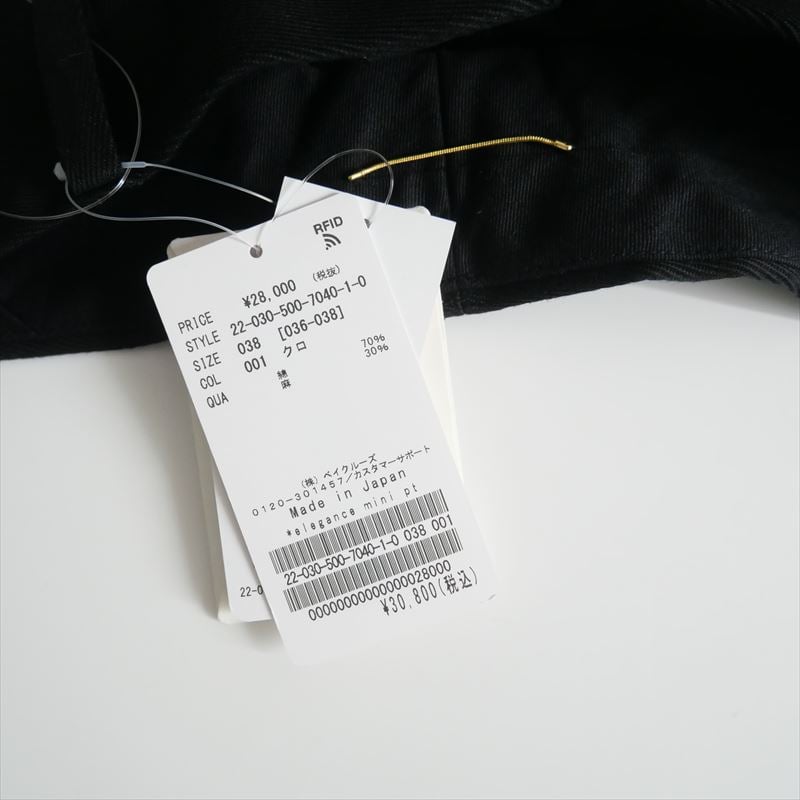 RFID
PRICE ¥28,000 (税抜)
STYLE 22-030-500-7040-1-0
SIZE 038 [036-038]
COL 001 クロ
QUA 綿 70%
麻 30%
(株) ベイクルーズ
0120-301457/カスタマーサポート
Made in Japan
*elegance mini pt
22-030-500-7040-1-0 038 001
00000000000000028000
¥30,800(税込)
22-0